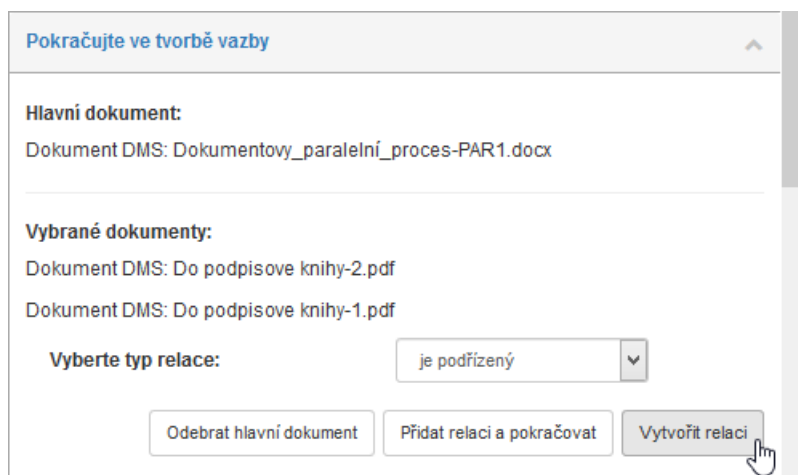 Pokračujte ve tvorbě vazby
Hlavní dokument:
Dokument DMS: Dokumentovy_paralelní_proces-PAR1.docx
Vybrané dokumenty:
Dokument DMS: Do podpisove knihy-2.pdf
Dokument DMS: Do podpisove knihy-1.pdf
Vyberte typ relace: je podřízený
Odebrat hlavní dokument Přidat relaci a pokračovat Vytvořit relaci